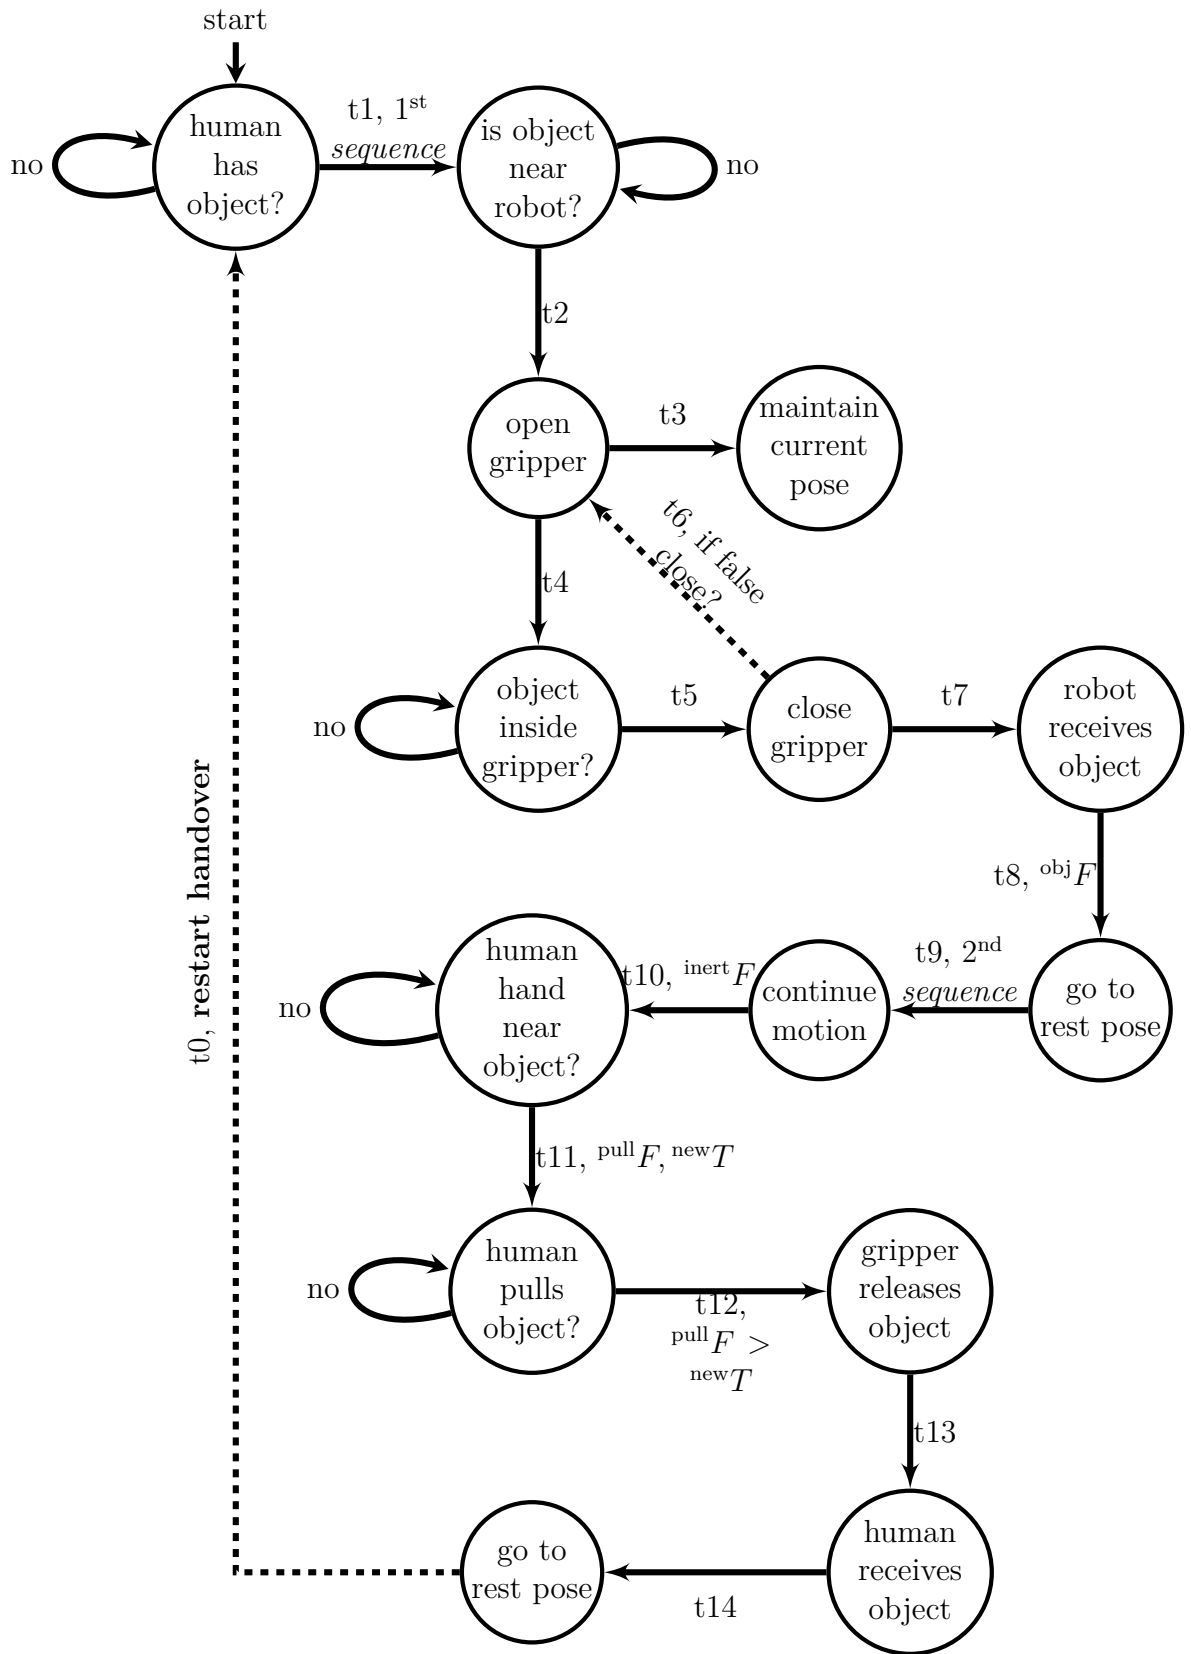 start
human
has
object?
no
t1, 1st
sequence
is object
near
robot?
no
t2
open
gripper
t3
maintain
current
pose
t4
t6, if false
close?
object
inside
gripper?
no
t5
close
gripper
t7
robot
receives
object
t8, objF
go to
rest pose
t9, 2nd
sequence
continue
motion
t10, inertF
human
hand
near
object?
no
t11, pullF, newT
human
pulls
object?
no
t12,
pullF >
newT
gripper
releases
object
t13
human
receives
object
t14
go to
rest pose
t0, restart handover